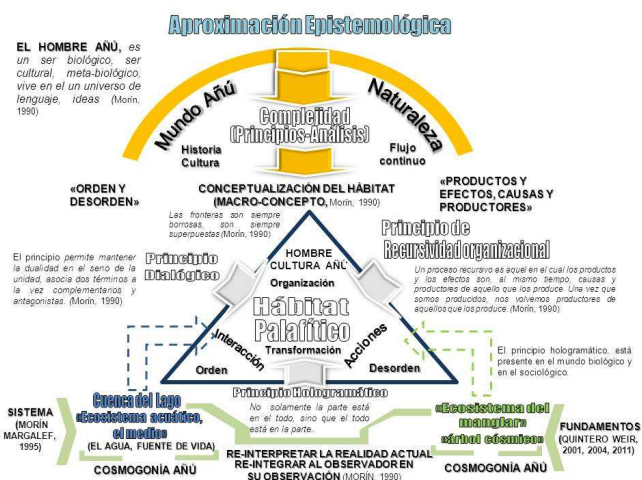 Aproximación Epistemológica
EL HOMBRE AÑÚ, es
un ser biológico, ser
cultural, meta-biológico,
vive en el un universo de
lenguaje, ideas (Morin,
1990)
Mundo Añú
Naturaleza
Complejidad
(Principios-Análisis)
Historia
Cultura
Flujo
continuo
«ORDEN Y
DESORDEN»
CONCEPTUALIZACIÓN DEL HÁBITAT
(MACRO-CONCEPTO, Morin, 1990)
«PRODUCTOS Y
EFECTOS, CAUSAS Y
PRODUCTORES»
Las fronteras son siempre
borrosas, son siempre
superpuestas (Morin, 1990)
Principio de
Recursividad organizacional
El principio permite mantener
la dualidad en el seno de la
unidad, asocia dos términos a
la vez complementarios y
antagonistas. (Morin, 1990)
Principio
Dialógico
HOMBRE
CULTURA AÑÚ
Organización
Un proceso recursivo es aquel en el cual los productos
y los efectos son, al mismo tiempo, causas y
productores de aquello que los produce. Una vez que
somos producidos, nos volvemos productores de
aquellos que los produce (Morin, 1990)
Hábitat
Palafítico
Interacción
Acciones
Transformación
Orden
Desorden
El principio hologramático, está
presente en el mundo biológico y
en el sociológico.
Principio Hologramático
No solamente la parte está
en el todo, sino que el todo
está en la parte.
SISTEMA
(MORÍN
MARGALEF,
1995)
Cuenca del Lago
«Ecosistema acuático,
el medio»
(EL AGUA, FUENTE DE VIDA)
«Ecosistema del
manglar»
«árbol cósmico»
FUNDAMENTOS
(QUINTERO WEIR,
2001, 2004, 2011)
COSMOGONÍA AÑÚ
RE-INTERPRETAR LA REALIDAD ACTUAL
RE-INTEGRAR AL OBSERVADOR EN
SU OBSERVACIÓN (MORÍN, 1990)
COSMOGONÍA AÑÚ